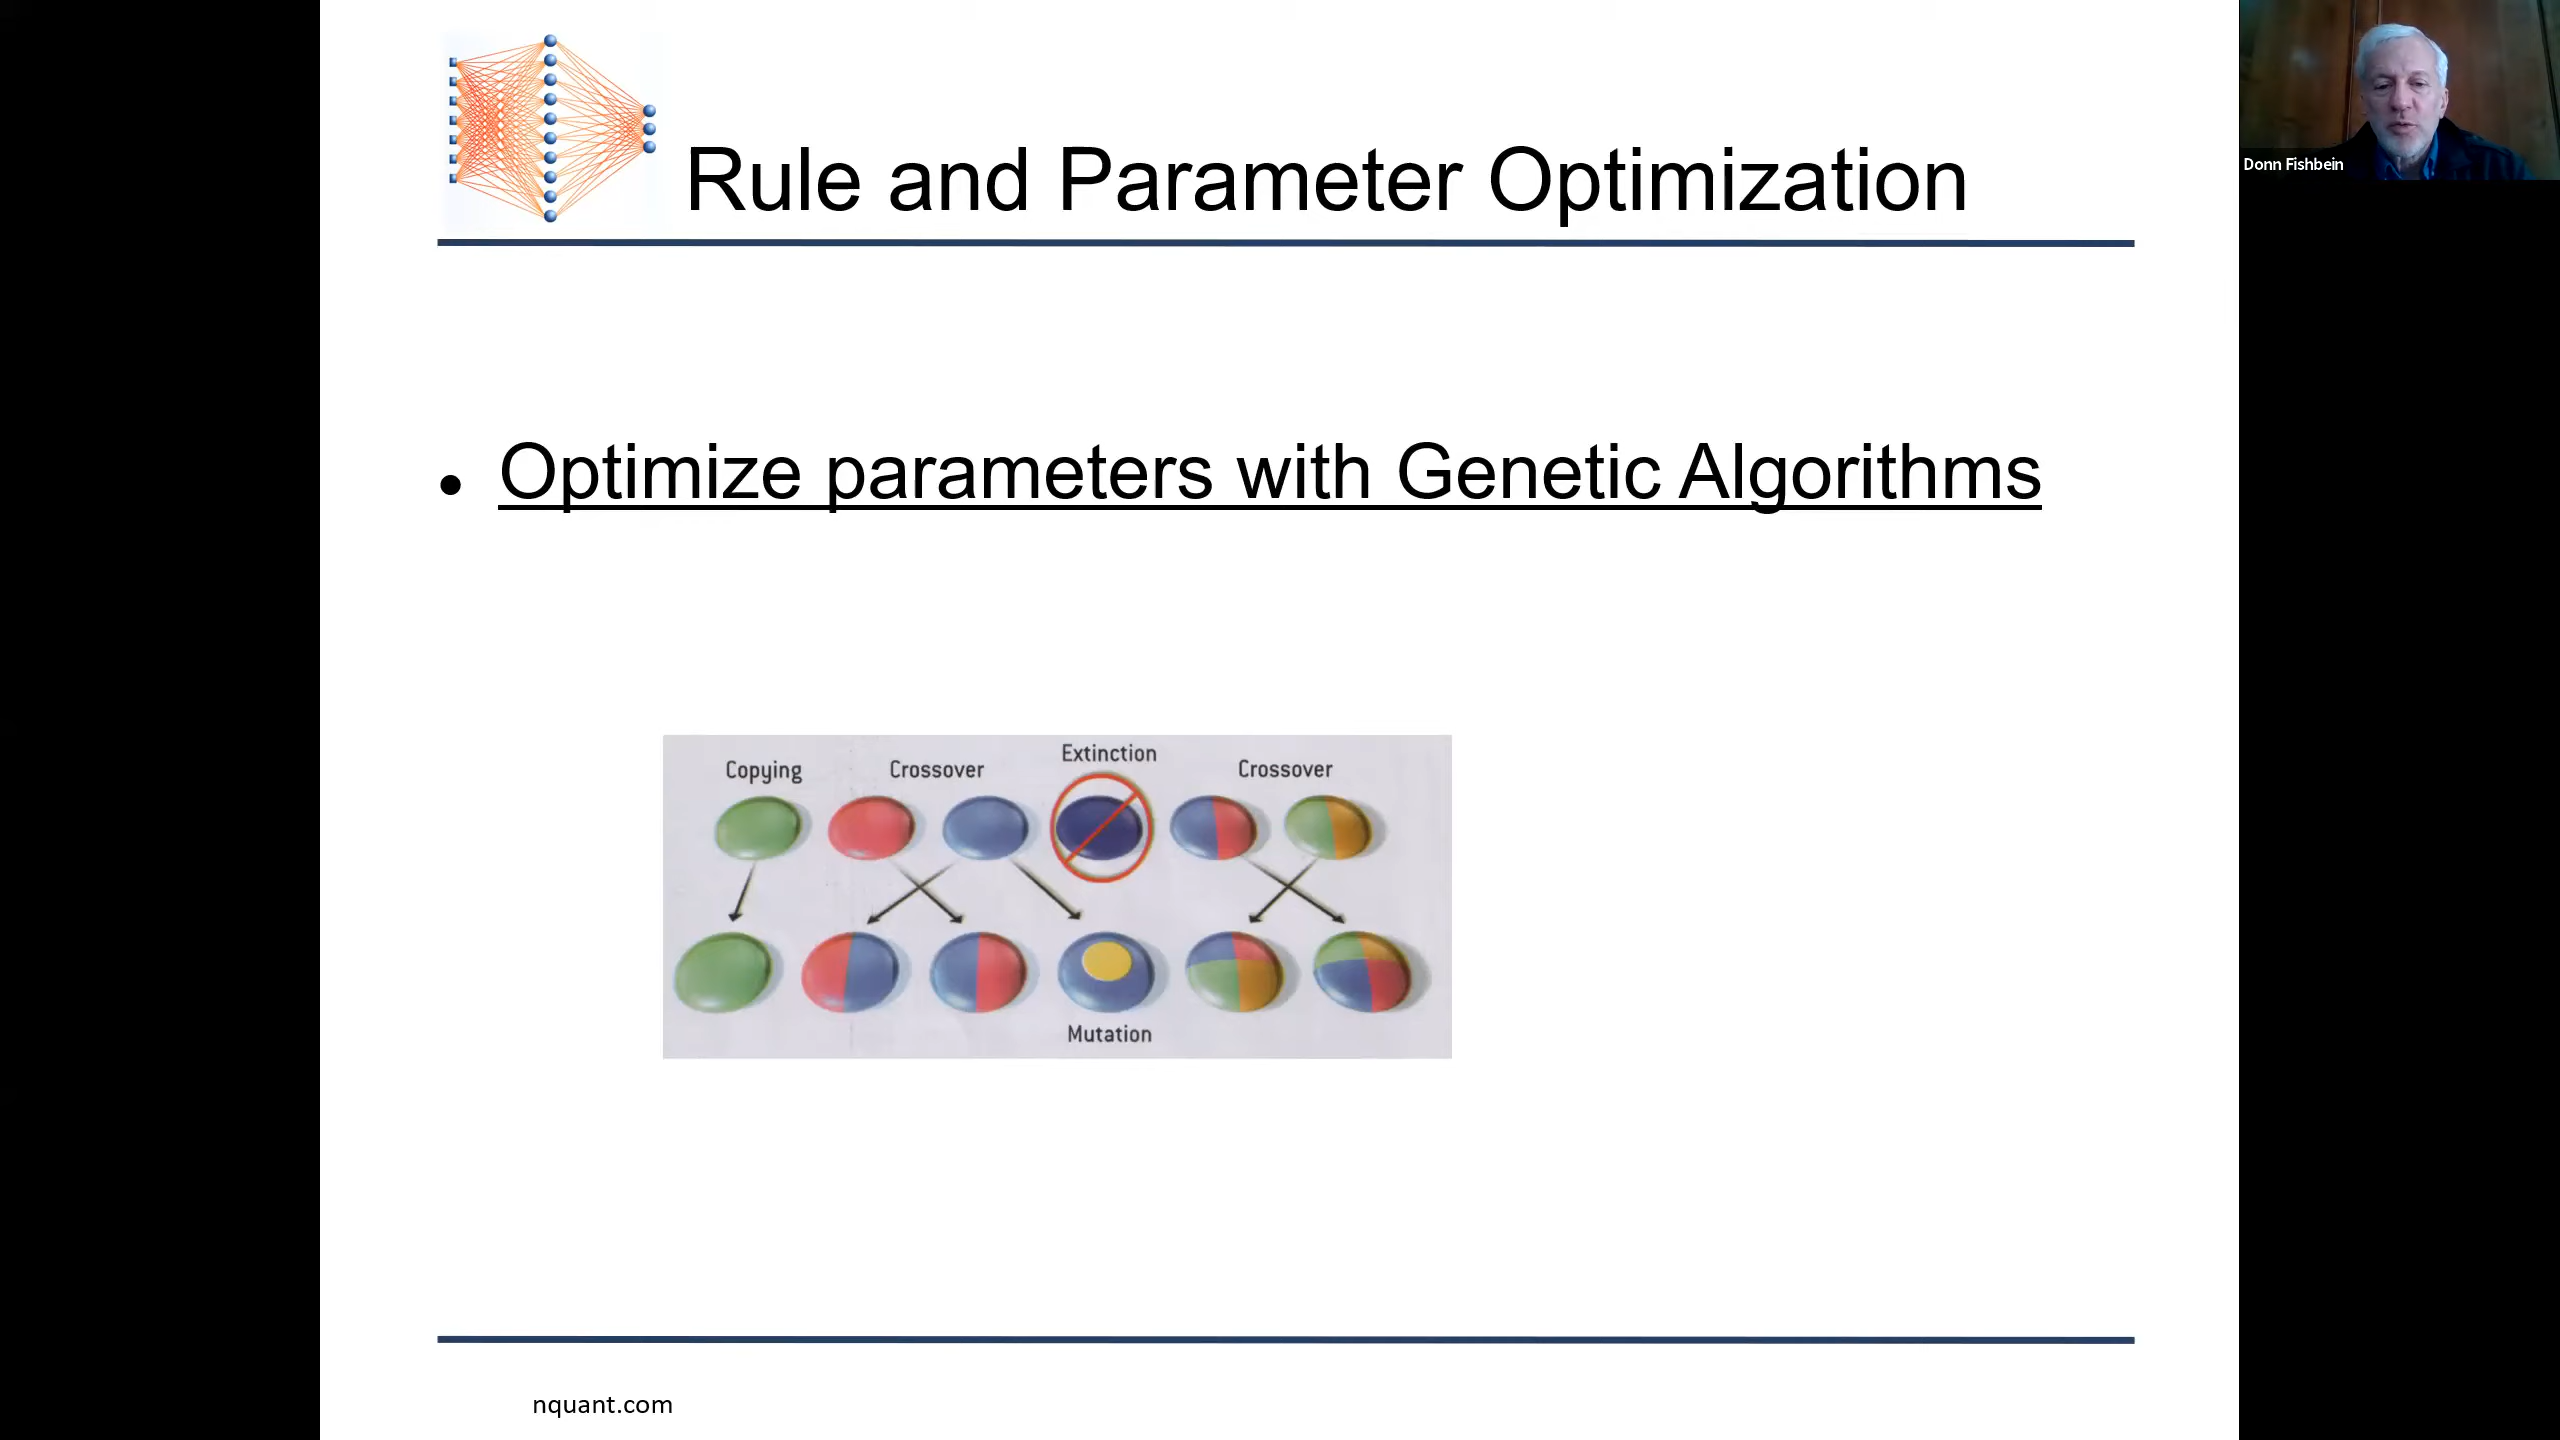 Rule and Parameter Optimization
Donn Fishbein
• Optimize parameters with Genetic Algorithms
Copying
Crossover
Extinction
Crossover
Mutation
nquant.com